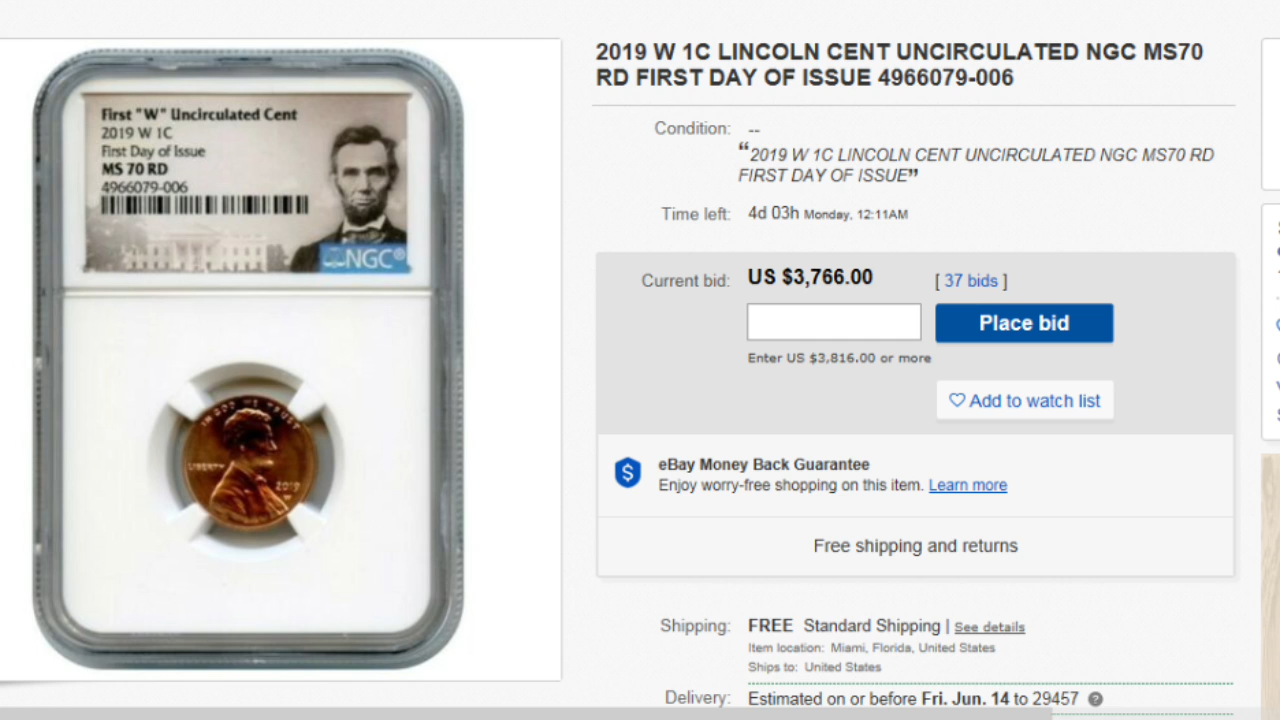 First "W" Uncirculated Cent
2019 W 1C
First Day of Issue
MS 70 RD
4966079-006
NGC®
IN GOD WE TRUST
LIBERTY
2019
W
2019 W 1C LINCOLN CENT UNCIRCULATED NGC MS70
RD FIRST DAY OF ISSUE 4966079-006
Condition: --
“2019 W 1C LINCOLN CENT UNCIRCULATED NGC MS70 RD
FIRST DAY OF ISSUE”
Time left: 4d 03h Monday, 12:11AM
Current bid: US $3,766.00 [ 37 bids ]
Place bid
Enter US $3,816.00 or more
Add to watch list
eBay Money Back Guarantee
Enjoy worry-free shopping on this item. Learn more
Free shipping and returns
Shipping: FREE Standard Shipping | See details
Item location: Miami, Florida, United States
Ships to: United States
Delivery: Estimated on or before Fri. Jun. 14 to 29457